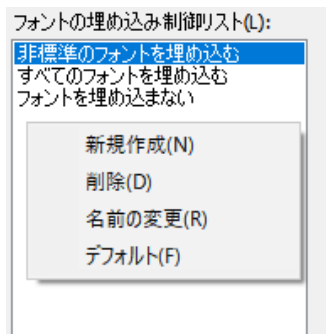 フォントの埋め込み制御リスト(L):
非標準のフォントを埋め込む
すべてのフォントを埋め込む
フォントを埋め込まない
新規作成(N)
削除(D)
名前の変更(R)
デフォルト(F)